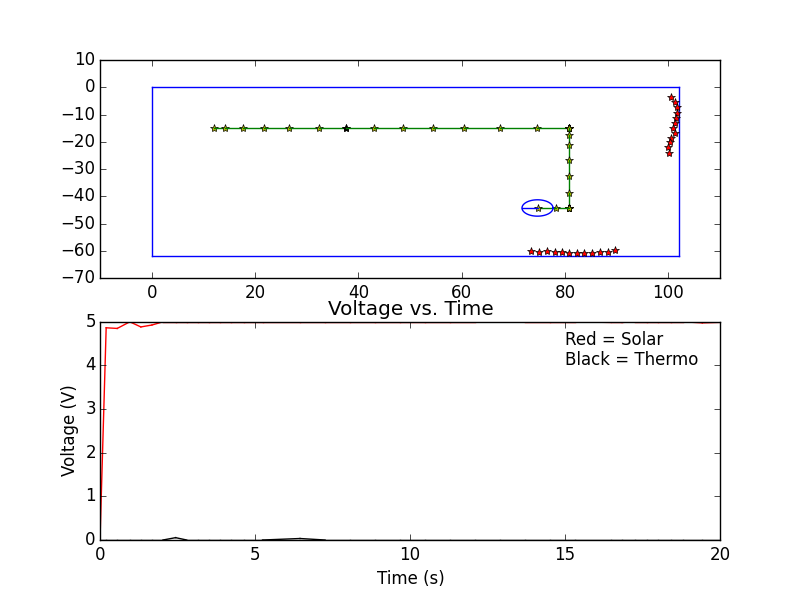 10
0
−10
−20
−30
−40
−50
−60
−70
0 20 40 60 80 100
Voltage vs. Time
5
4
3
2
1
0
Voltage (V)
Red = Solar
Black = Thermo
0 5 10 15 20
Time (s)